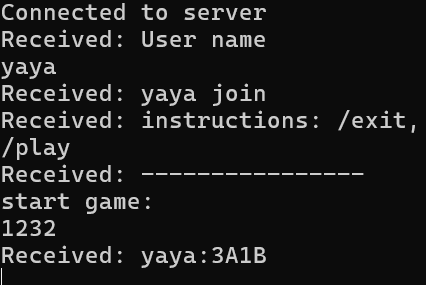 Connected to server
Received: User name
yaya
Received: yaya join
Received: instructions: /exit,
/play
Received: ----------------
start game:
1232
Received: yaya:3A1B